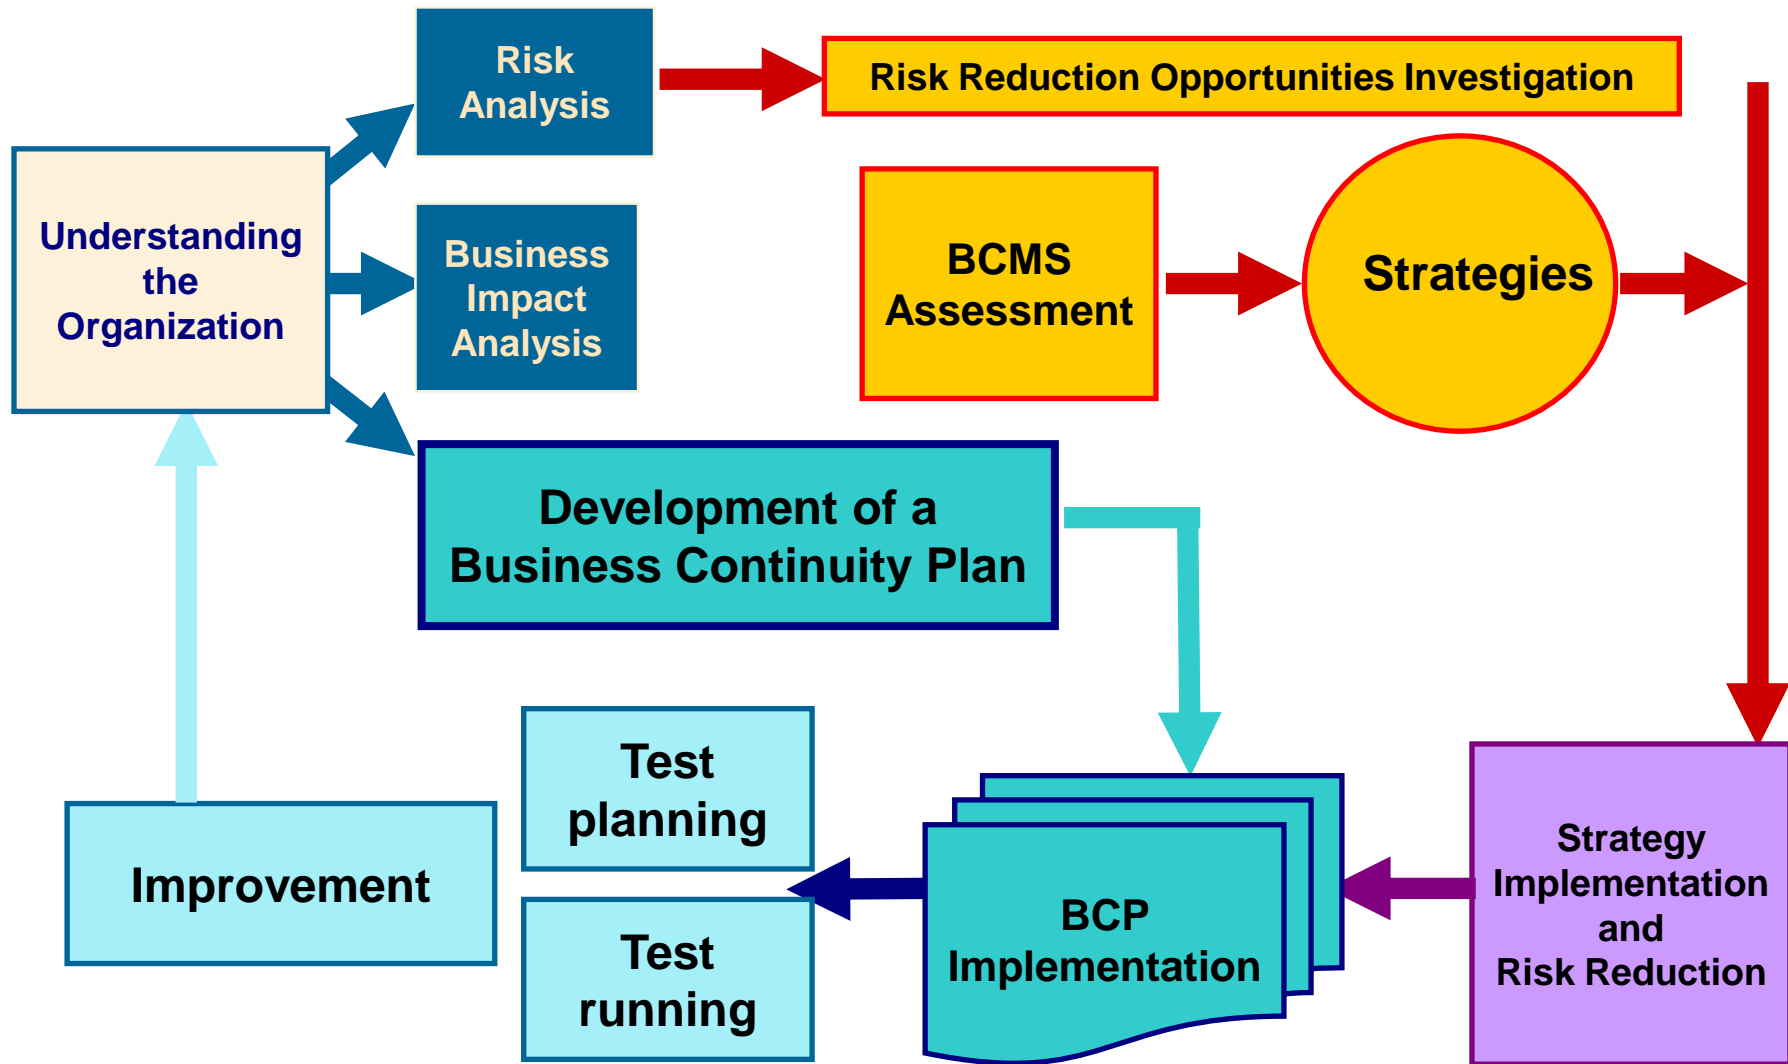 Risk
Analysis
Risk Reduction Opportunities Investigation
Understanding
the
Organization
Business
Impact
Analysis
BCMS
Assessment
Strategies
Development of a
Business Continuity Plan
Test
planning
Improvement
Test
running
BCP
Implementation
Strategy
Implementation
and
Risk Reduction